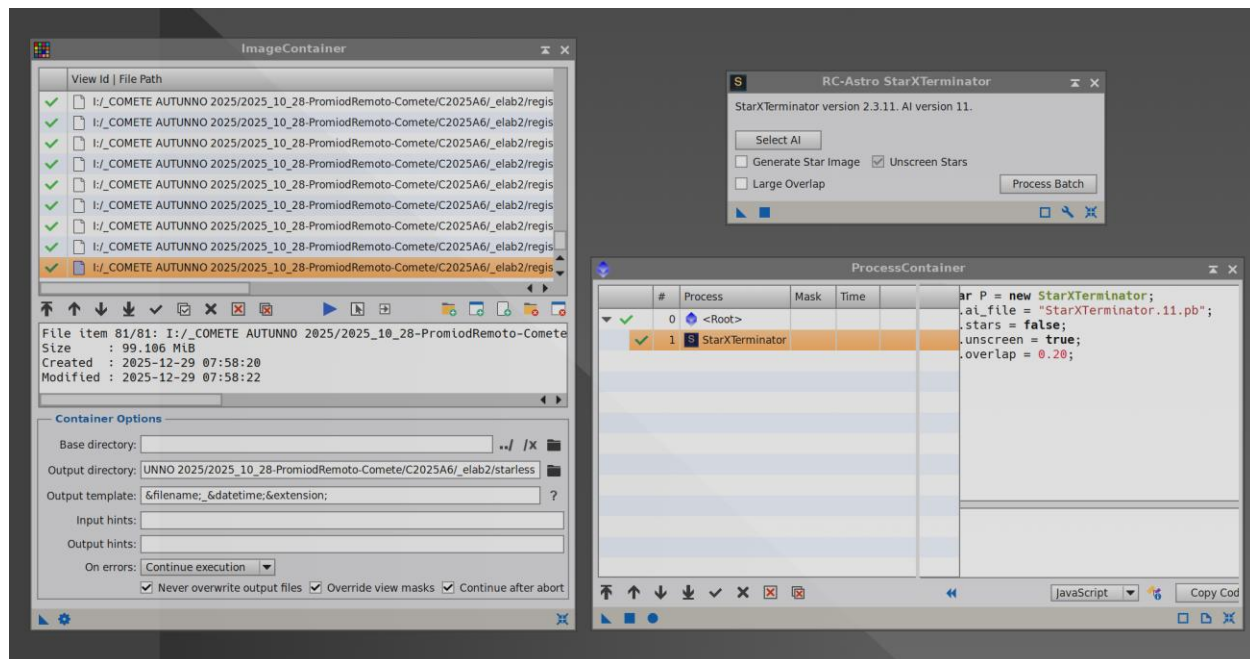 ImageContainer
View Id | File Path
I:/_COMETE AUTUNNO 2025/2025_10_28-PromiodRemoto-Comete/C2025A6/_elab2/regis
I:/_COMETE AUTUNNO 2025/2025_10_28-PromiodRemoto-Comete/C2025A6/_elab2/regis
I:/_COMETE AUTUNNO 2025/2025_10_28-PromiodRemoto-Comete/C2025A6/_elab2/regis
I:/_COMETE AUTUNNO 2025/2025_10_28-PromiodRemoto-Comete/C2025A6/_elab2/regis
I:/_COMETE AUTUNNO 2025/2025_10_28-PromiodRemoto-Comete/C2025A6/_elab2/regis
I:/_COMETE AUTUNNO 2025/2025_10_28-PromiodRemoto-Comete/C2025A6/_elab2/regis
I:/_COMETE AUTUNNO 2025/2025_10_28-PromiodRemoto-Comete/C2025A6/_elab2/regis
I:/_COMETE AUTUNNO 2025/2025_10_28-PromiodRemoto-Comete/C2025A6/_elab2/regis
I:/_COMETE AUTUNNO 2025/2025_10_28-PromiodRemoto-Comete/C2025A6/_elab2/regis
File item 81/81: I:/_COMETE AUTUNNO 2025/2025_10_28-PromiodRemoto-Comete
Size : 99.106 MiB
Created : 2025-12-29 07:58:20
Modified : 2025-12-29 07:58:22
Container Options
Base directory: ../ /x
Output directory: UNNO 2025/2025_10_28-PromiodRemoto-Comete/C2025A6/_elab2/starless
Output template: &filename;_&datetime;&extension; ?
Input hints:
Output hints:
On errors: Continue execution
Never overwrite output files Override view masks Continue after abort
S RC-Astro StarXTerminator
StarXTerminator version 2.3.11. AI version 11.
Select AI
Generate Star Image Unscreen Stars
Large Overlap Process Batch
ProcessContainer
# Process Mask Time
0 <Root>
1 S StarXTerminator
ar P = new StarXTerminator;
.ai_file = "StarXTerminator.11.pb";
.stars = false;
.unscreen = true;
.overlap = 0.20;
JavaScript Copy Cod